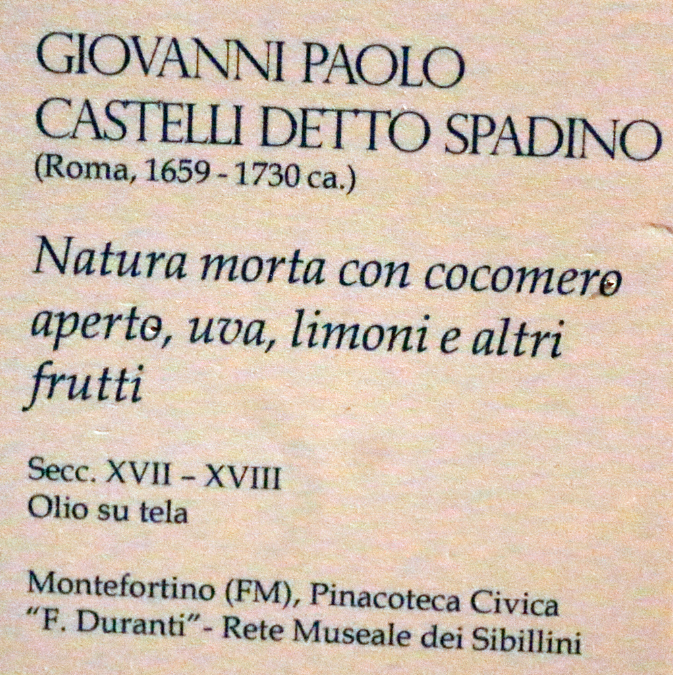 GIOVANNI PAOLO
CASTELLI DETTO SPADINO
(Roma, 1659 - 1730 ca.)
Natura morta con cocomero
aperto, uva, limoni e altri
frutti
Secc. XVII – XVIII
Olio su tela
Montefortino (FM), Pinacoteca Civica
“F. Duranti”- Rete Museale dei Sibillini